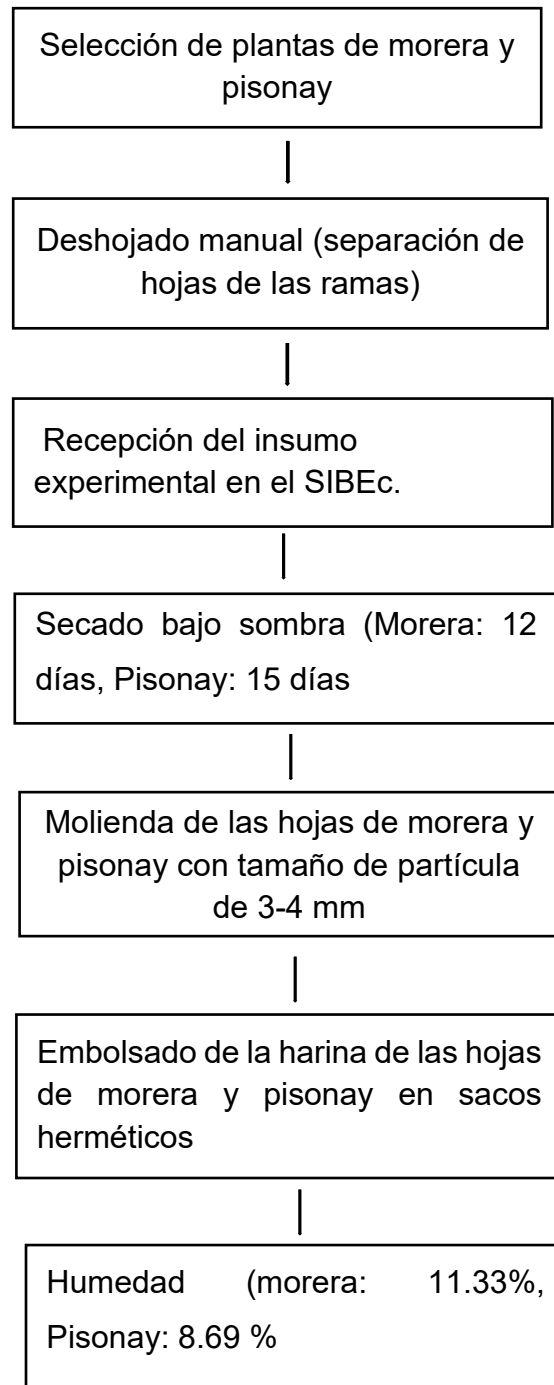 Selección de plantas de morera y
pisonay
Deshojado manual (separación de
hojas de las ramas)
Recepción del insumo
experimental en el SIBEc.
Secado bajo sombra (Morera: 12
días, Pisonay: 15 días
Molienda de las hojas de morera y
pisonay con tamaño de partícula
de 3-4 mm
Embolsado de la harina de las hojas
de morera y pisonay en sacos
herméticos
Humedad (morera: 11.33%,
Pisonay: 8.69 %